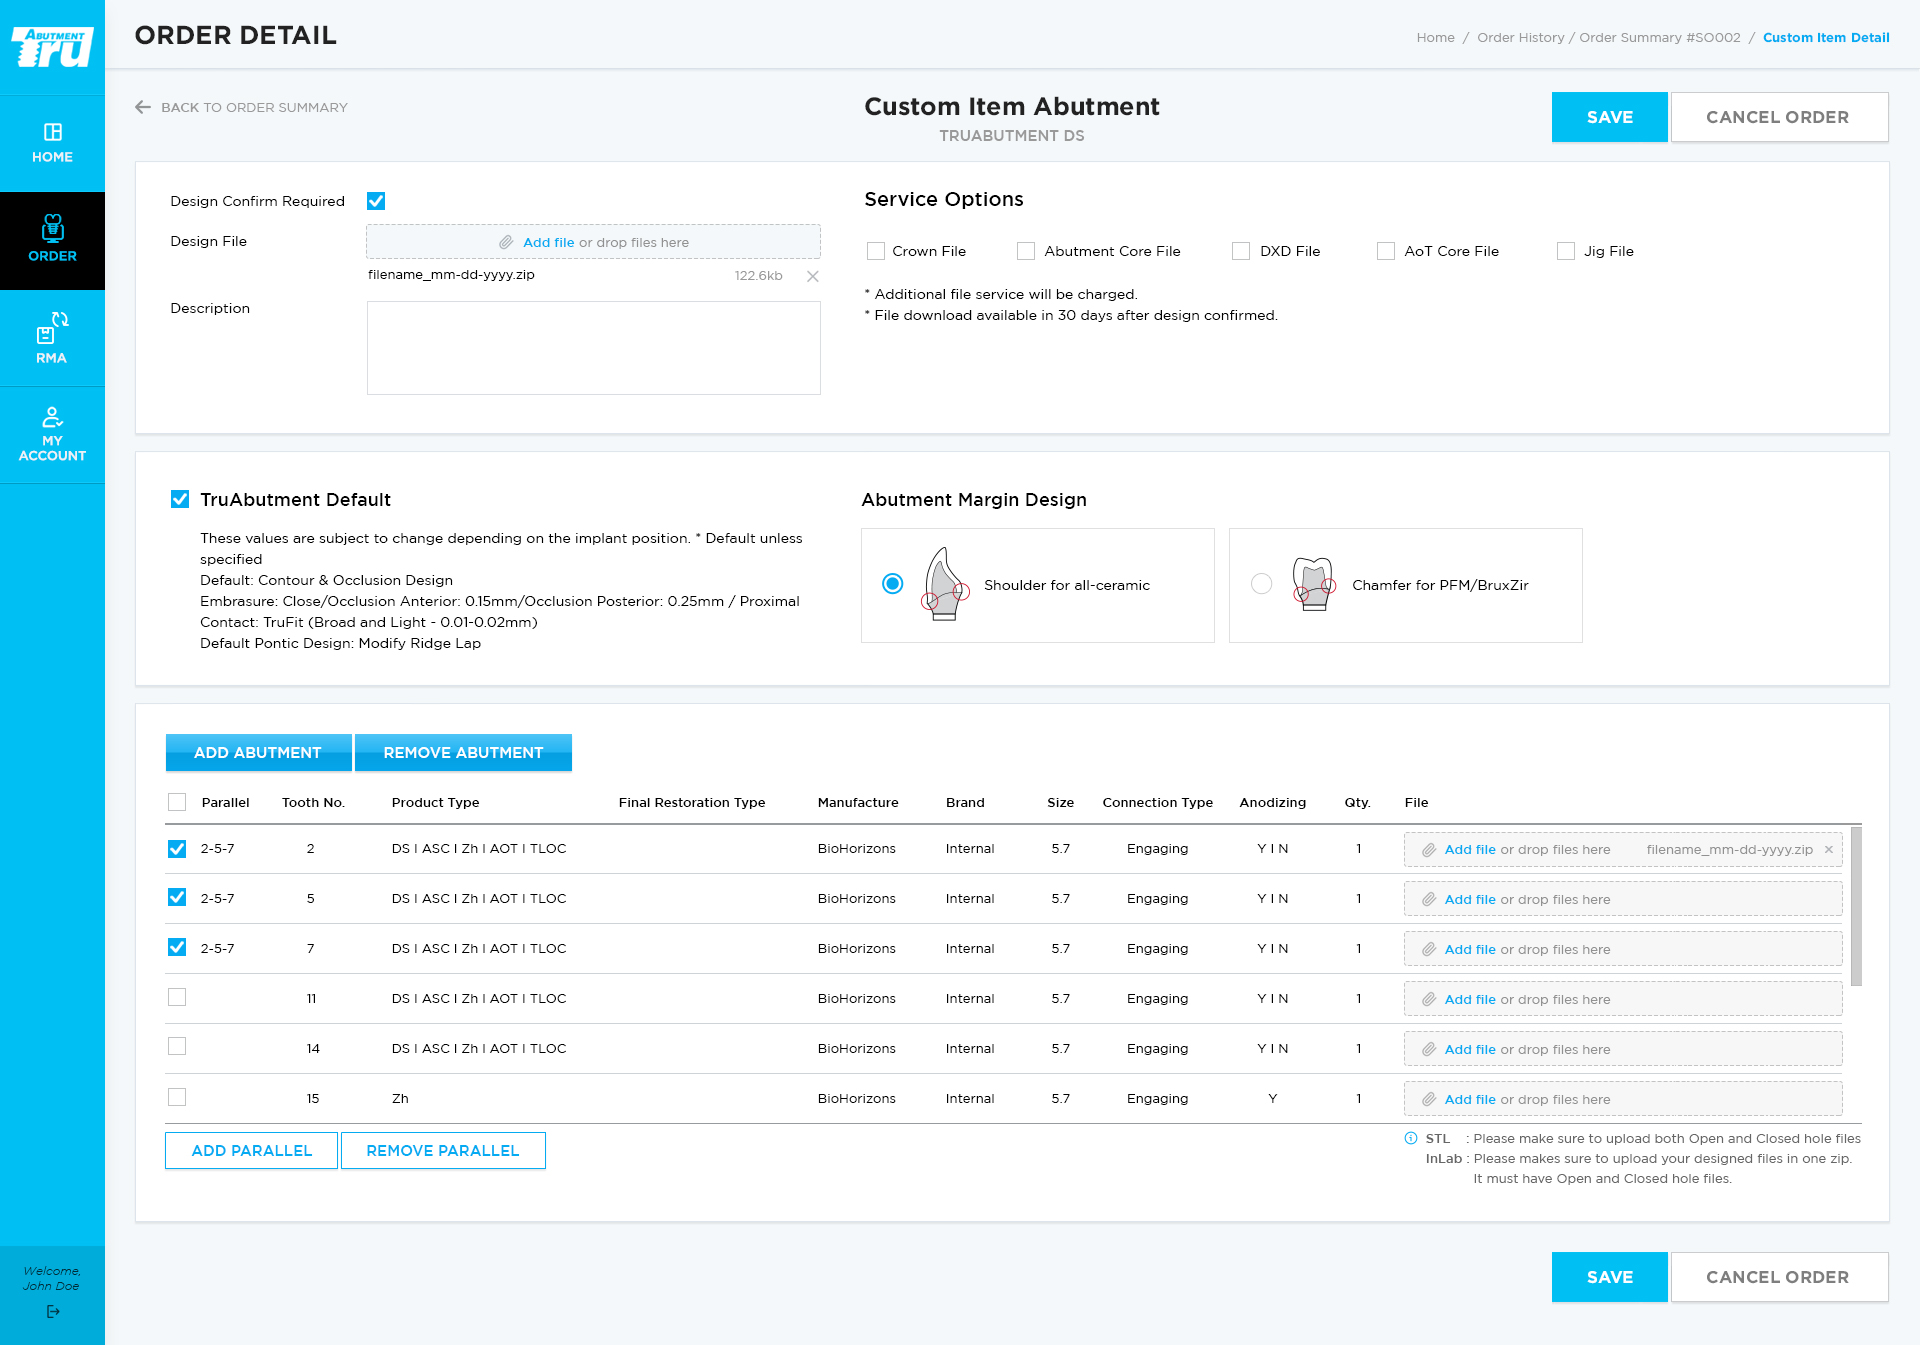 ABUTMENT
Tru
ORDER DETAIL
Home / Order History / Order Summary #SO002 / Custom Item Detail
HOME
ORDER
RMA
MY
ACCOUNT
Welcome,
John Doe
BACK TO ORDER SUMMARY
Custom Item Abutment
TRUABUTMENT DS
SAVE
CANCEL ORDER
Design Confirm Required
Design File
Add file or drop files here
filename_mm-dd-yyyy.zip 122.6kb
Description
Service Options
Crown File Abutment Core File DXD File AoT Core File Jig File
* Additional file service will be charged.
* File download available in 30 days after design confirmed.
TruAbutment Default
These values are subject to change depending on the implant position. * Default unless
specified
Default: Contour & Occlusion Design
Embrasure: Close/Occlusion Anterior: 0.15mm/Occlusion Posterior: 0.25mm / Proximal
Contact: TruFit (Broad and Light - 0.01-0.02mm)
Default Pontic Design: Modify Ridge Lap
Abutment Margin Design
Shoulder for all-ceramic
Chamfer for PFM/BruxZir
ADD ABUTMENT REMOVE ABUTMENT
Parallel Tooth No. Product Type Final Restoration Type Manufacture Brand Size Connection Type Anodizing Qty. File
2-5-7 2 DS I ASC I Zh I AOT I TLOC BioHorizons Internal 5.7 Engaging Y I N 1 Add file or drop files here filename_mm-dd-yyyy.zip
2-5-7 5 DS I ASC I Zh I AOT I TLOC BioHorizons Internal 5.7 Engaging Y I N 1 Add file or drop files here
2-5-7 7 DS I ASC I Zh I AOT I TLOC BioHorizons Internal 5.7 Engaging Y I N 1 Add file or drop files here
11 DS I ASC I Zh I AOT I TLOC BioHorizons Internal 5.7 Engaging Y I N 1 Add file or drop files here
14 DS I ASC I Zh I AOT I TLOC BioHorizons Internal 5.7 Engaging Y I N 1 Add file or drop files here
15 Zh BioHorizons Internal 5.7 Engaging Y 1 Add file or drop files here
ADD PARALLEL REMOVE PARALLEL
STL : Please make sure to upload both Open and Closed hole files
InLab : Please makes sure to upload your designed files in one zip.
It must have Open and Closed hole files.
SAVE
CANCEL ORDER